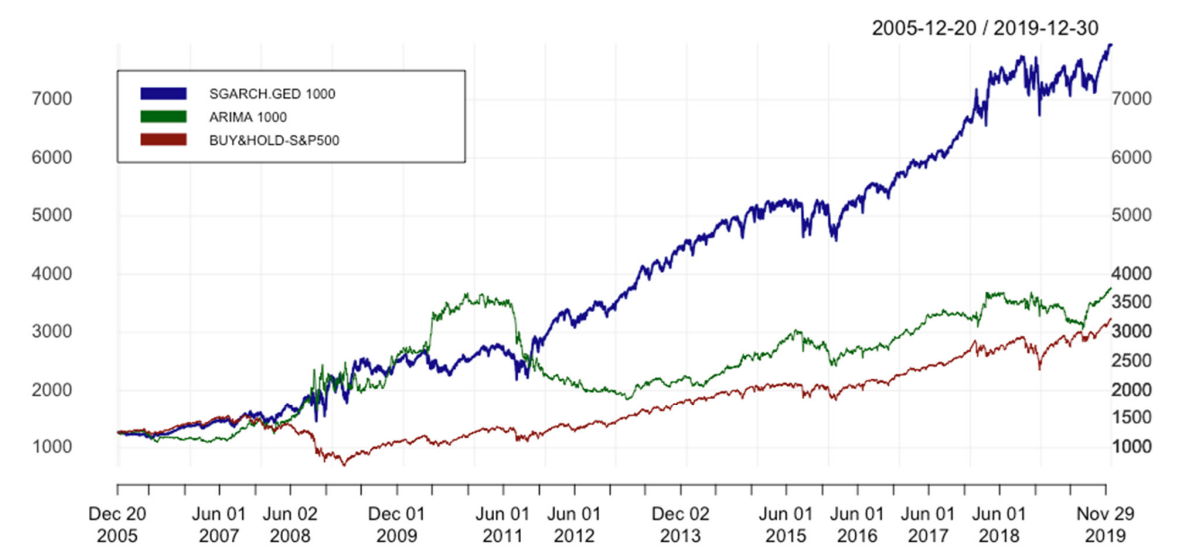 2005-12-20 / 2019-12-30
SGARCH.GED 1000
ARIMA 1000
BUY&HOLD-S&P500
7000
6000
5000
4000
3000
2000
1000
7000
6000
5000
4000
3500
3000
2500
2000
1500
1000
Dec 20 Jun 01 Jun 02 Dec 01 Jun 01 Jun 01 Dec 02 Jun 01 Jun 01 Jun 01 Jun 01 Nov 29
2005 2007 2008 2009 2011 2012 2013 2015 2016 2017 2018 2019